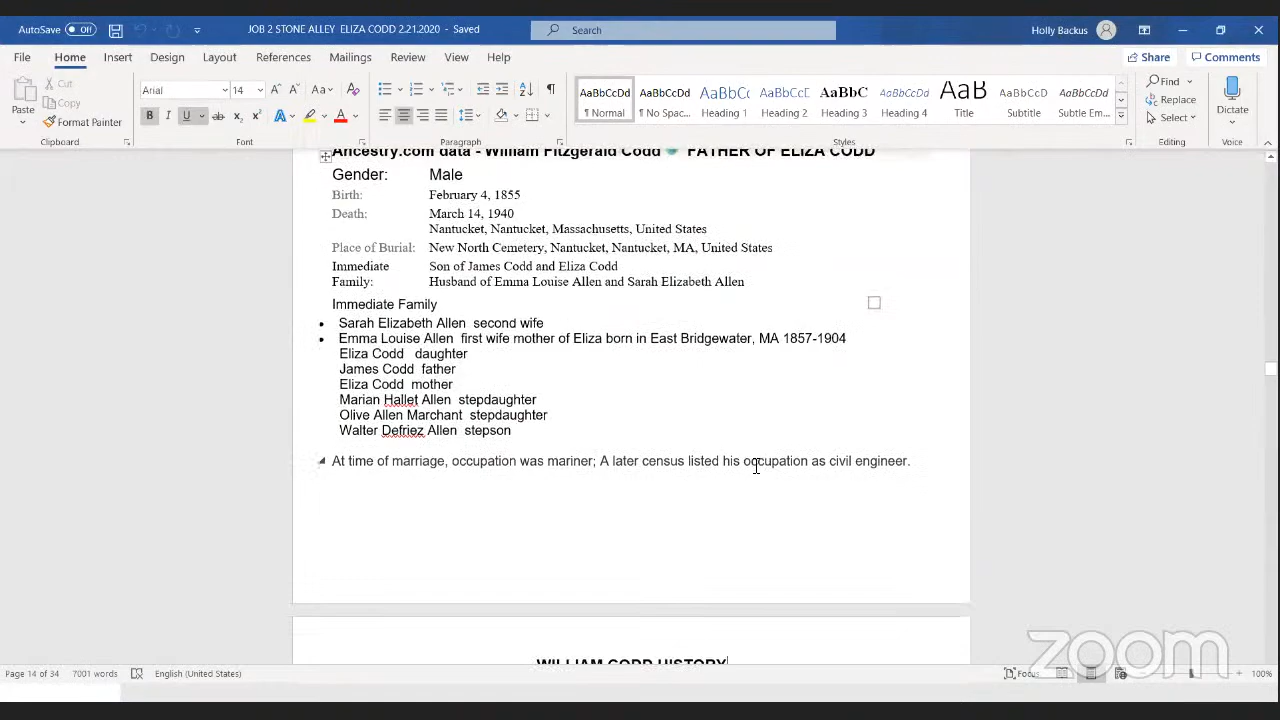 AutoSave Off JOB 2 STONE ALLEY ELIZA CODD 2.21.2020 - Saved Search Holly Backus
File Home Insert Design Layout References Mailings Review View Help Share Comments
Paste Cut Copy Format Painter
Arial 14
AaBbCcDd AaBbCcDd AaBbCc AaBbCcDd AaBbC AaBbCcDd AaB AaBbCcD AaBbCcDd
¶ Normal ¶ No Spac... Heading 1 Heading 2 Heading 3 Heading 4 Title Subtitle Subtle Em...
Find Replace Select Dictate
Clipboard Font Paragraph Styles Editing Voice
Ancestry.com data - William Fitzgerald Codd FATHER OF ELIZA CODD
Gender: Male
Birth: February 4, 1855
Death: March 14, 1940
Nantucket, Nantucket, Massachusetts, United States
Place of Burial: New North Cemetery, Nantucket, Nantucket, MA, United States
Immediate Son of James Codd and Eliza Codd
Family: Husband of Emma Louise Allen and Sarah Elizabeth Allen
Immediate Family
• Sarah Elizabeth Allen second wife
• Emma Louise Allen first wife mother of Eliza born in East Bridgewater, MA 1857-1904
Eliza Codd daughter
James Codd father
Eliza Codd mother
Marian Hallet Allen stepdaughter
Olive Allen Marchant stepdaughter
Walter Defriez Allen stepson
At time of marriage, occupation was mariner; A later census listed his occupation as civil engineer.
WILLIAM CODD HISTORY
zoom
Page 14 of 34 7001 words English (United States) Focus 100%